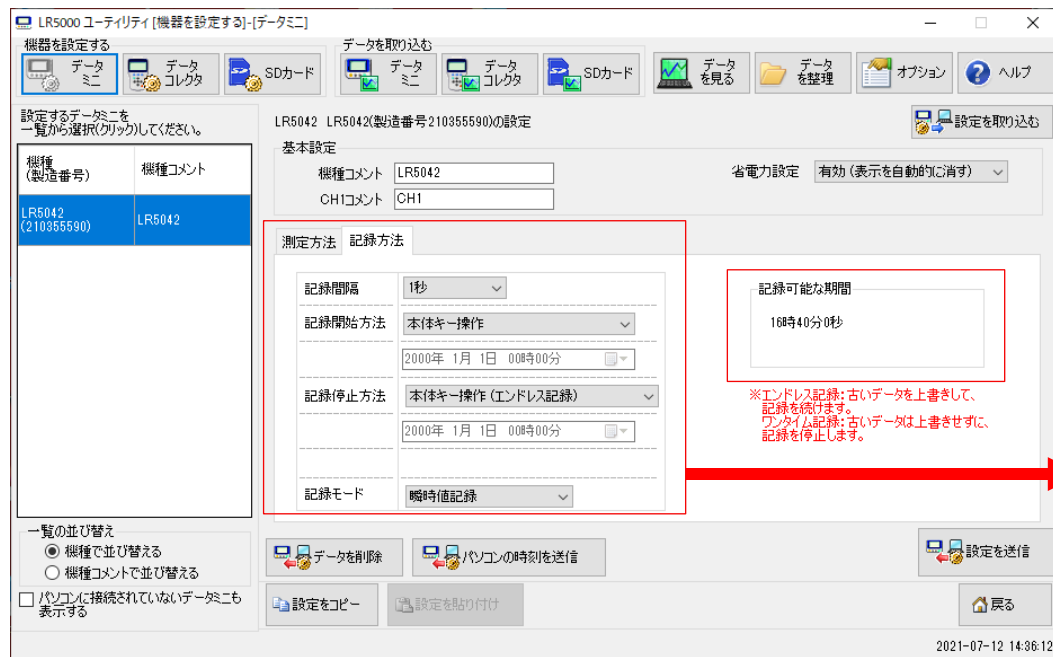 LR5000 ユーティリティ [機器を設定する]-[データミニ]
機器を設定する
データを取り込む
データ
ミニ
データ
コレクタ
SDカード
データ
ミニ
データ
コレクタ
SDカード
データ
を見る
データ
を整理
オプション
ヘルプ
設定するデータミニを
一覧から選択(クリック)してください。
機種
(製造番号)
機種コメント
LR5042
(210355590)
LR5042
LR5042 LR5042(製造番号210355590)の設定
設定を取り込む
基本設定
機種コメント LR5042
CH1コメント CH1
省電力設定 有効(表示を自動的に消す)
測定方法 記録方法
記録間隔 1秒
記録開始方法 本体キー操作
2000年 1月 1日 00時00分
記録停止方法 本体キー操作(エンドレス記録)
2000年 1月 1日 00時00分
記録モード 瞬時値記録
記録可能な期間
16時40分0秒
※エンドレス記録:古いデータを上書きして、
記録を続けます。
ワンタイム記録:古いデータは上書きせずに、
記録を停止します。
一覧の並び替え
機種で並び替える
機種コメントで並び替える
パソコンに接続されていないデータミニも
表示する
データを削除
パソコンの時刻を送信
設定を送信
設定をコピー
設定を貼り付け
戻る
2021-07-12 14:36:12